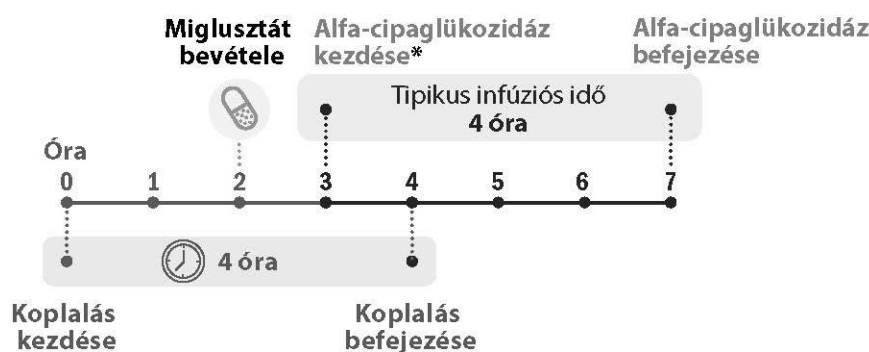 Miglusztát
bevétele
Alfa-cipaglükozidáz
kezdése*
Alfa-cipaglükozidáz
befejezése
Tipikus infúziós idő
4 óra
Óra
0 1 2 3 4 5 6 7
4 óra
Koplalás
kezdése
Koplalás
befejezése